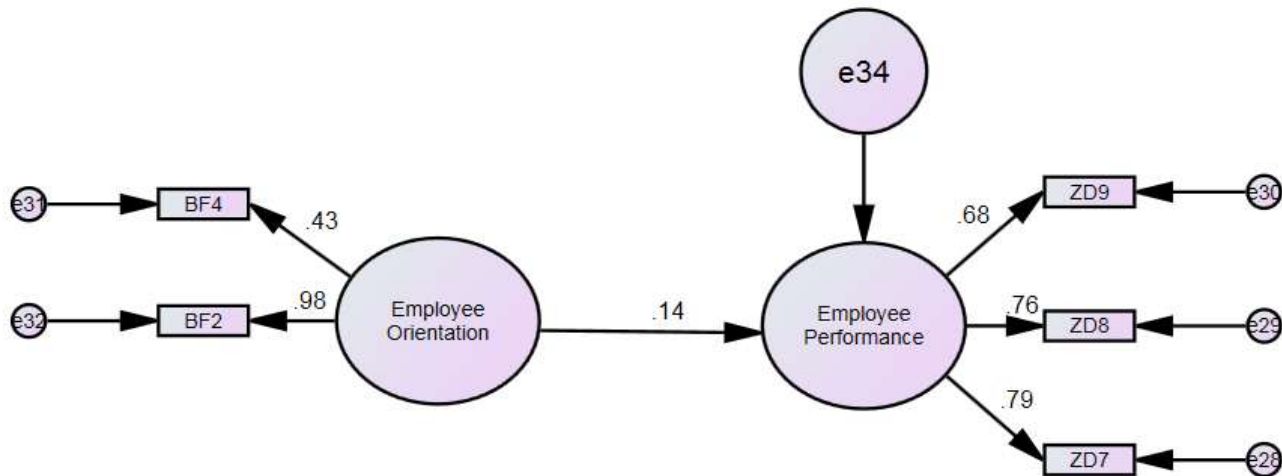 e34
e31
BF4
.43
ZD9
e30
.68
e32
BF2
.98
Employee
Orientation
.14
Employee
Performance
.76
ZD8
e29
.79
ZD7
e28